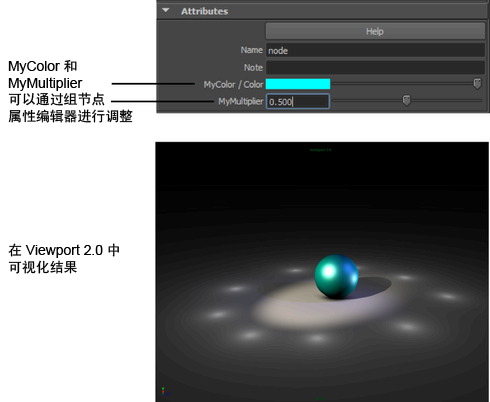 Attributes
Help
Name node
Note
MyColor / Color
MyMultiplier 0.500
MyColor 和
MyMultiplier
可以通过组节点
属性编辑器进行调整
Viewport 2.0
在 Viewport 2.0 中
可视化结果